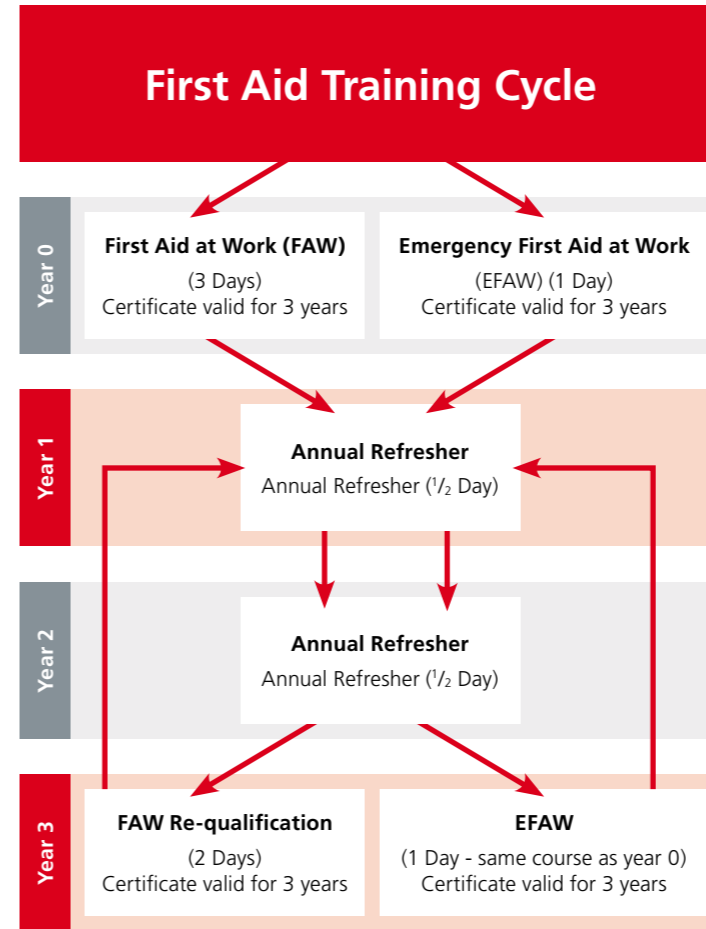 First Aid Training Cycle
Year 0
First Aid at Work (FAW)
(3 Days)
Certificate valid for 3 years
Emergency First Aid at Work
(EFAW) (1 Day)
Certificate valid for 3 years
Year 1
Annual Refresher
Annual Refresher (1/2 Day)
Year 2
Annual Refresher
Annual Refresher (1/2 Day)
Year 3
FAW Re-qualification
(2 Days)
Certificate valid for 3 years
EFAW
(1 Day - same course as year 0)
Certificate valid for 3 years